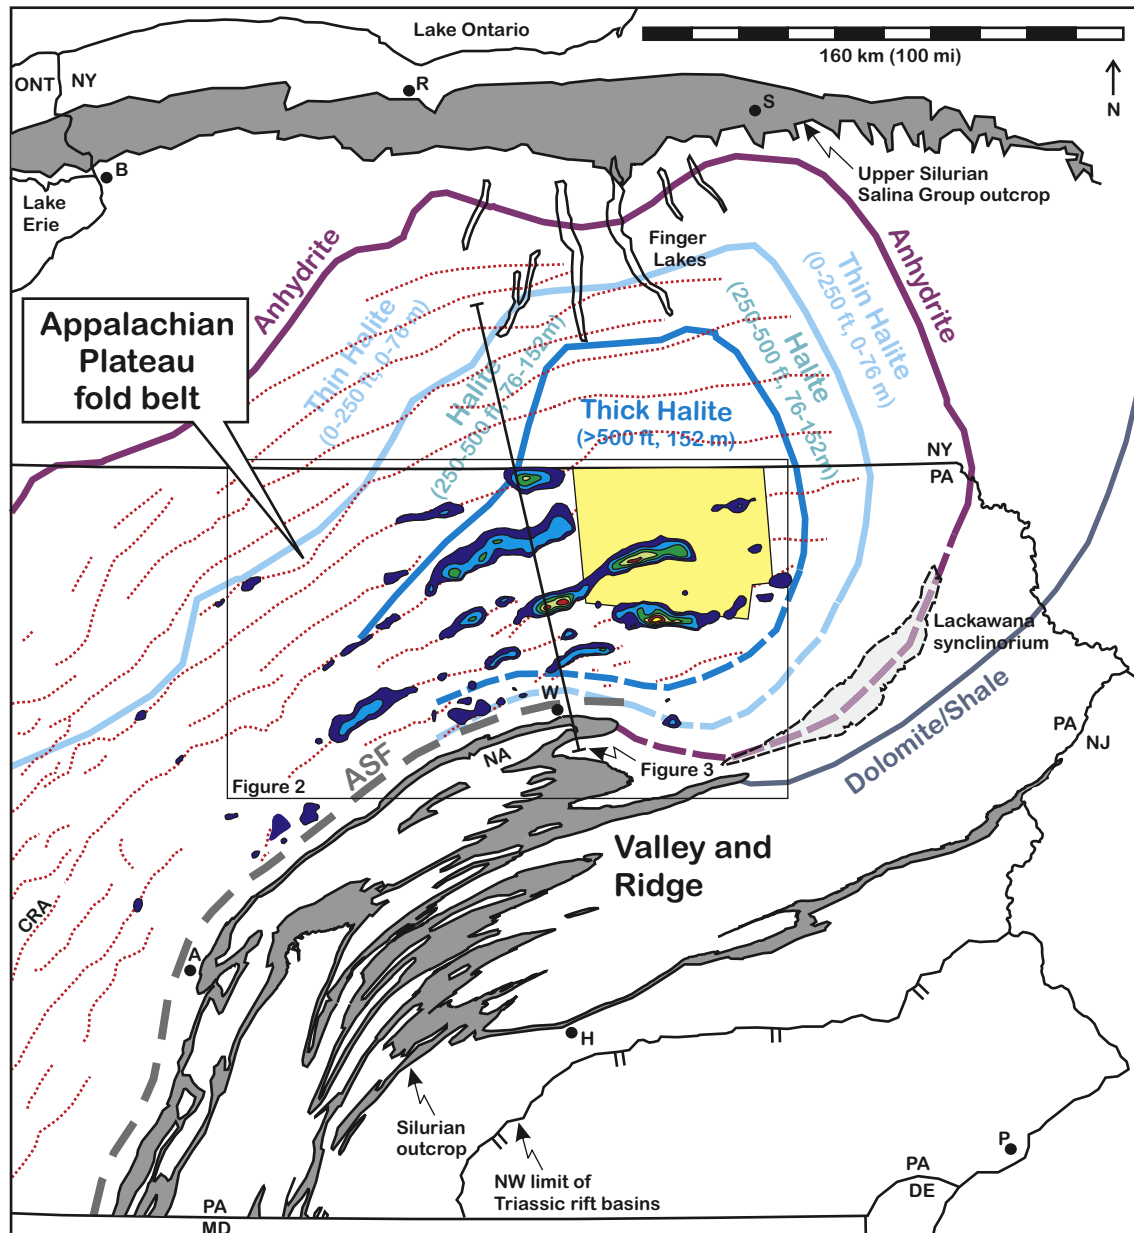 Lake Ontario
160 km (100 mi)
ONT
NY
R
S
N
B
Lake
Erie
Upper Silurian
Salina Group outcrop
Finger
Lakes
Anhydrite
Anhydrite
Thin Halite
(0-250 ft, 0-76 m)
Thin Halite
(0-250 ft, 0-76m)
Halite
(250-500 ft, 76-152m)
Halite
(250-500 ft, 76-152m)
Appalachian
Plateau
fold belt
Thick Halite
(>500 ft, 152 m)
NY
PA
Lackawana
synclinorium
Dolomite/Shale
PA
NJ
W
ASF
NA
Figure 3
Figure 2
Valley and
Ridge
CRA
A
H
Silurian
outcrop
NW limit of
Triassic rift basins
P
PA
DE
PA
MD